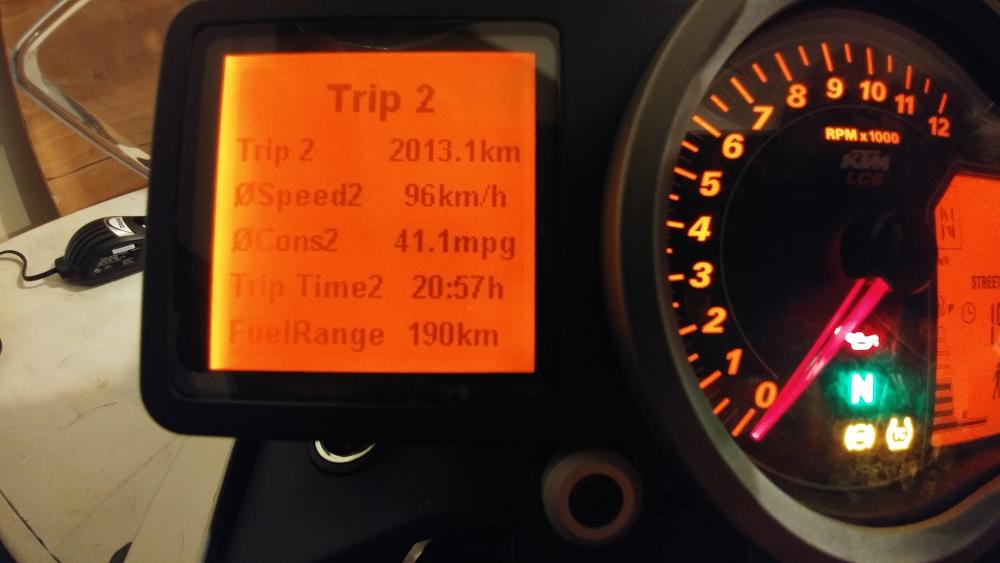 Trip 2
Trip 2 2013.1km
ØSpeed2 96km/h
ØCons2 41.1mpg
Trip Time2 20:57h
FuelRange 190km
0 1 2 3 4 5 6 7 8 9 10 11 12
RPM x 1000
KTM
LC8
N
STREET
F